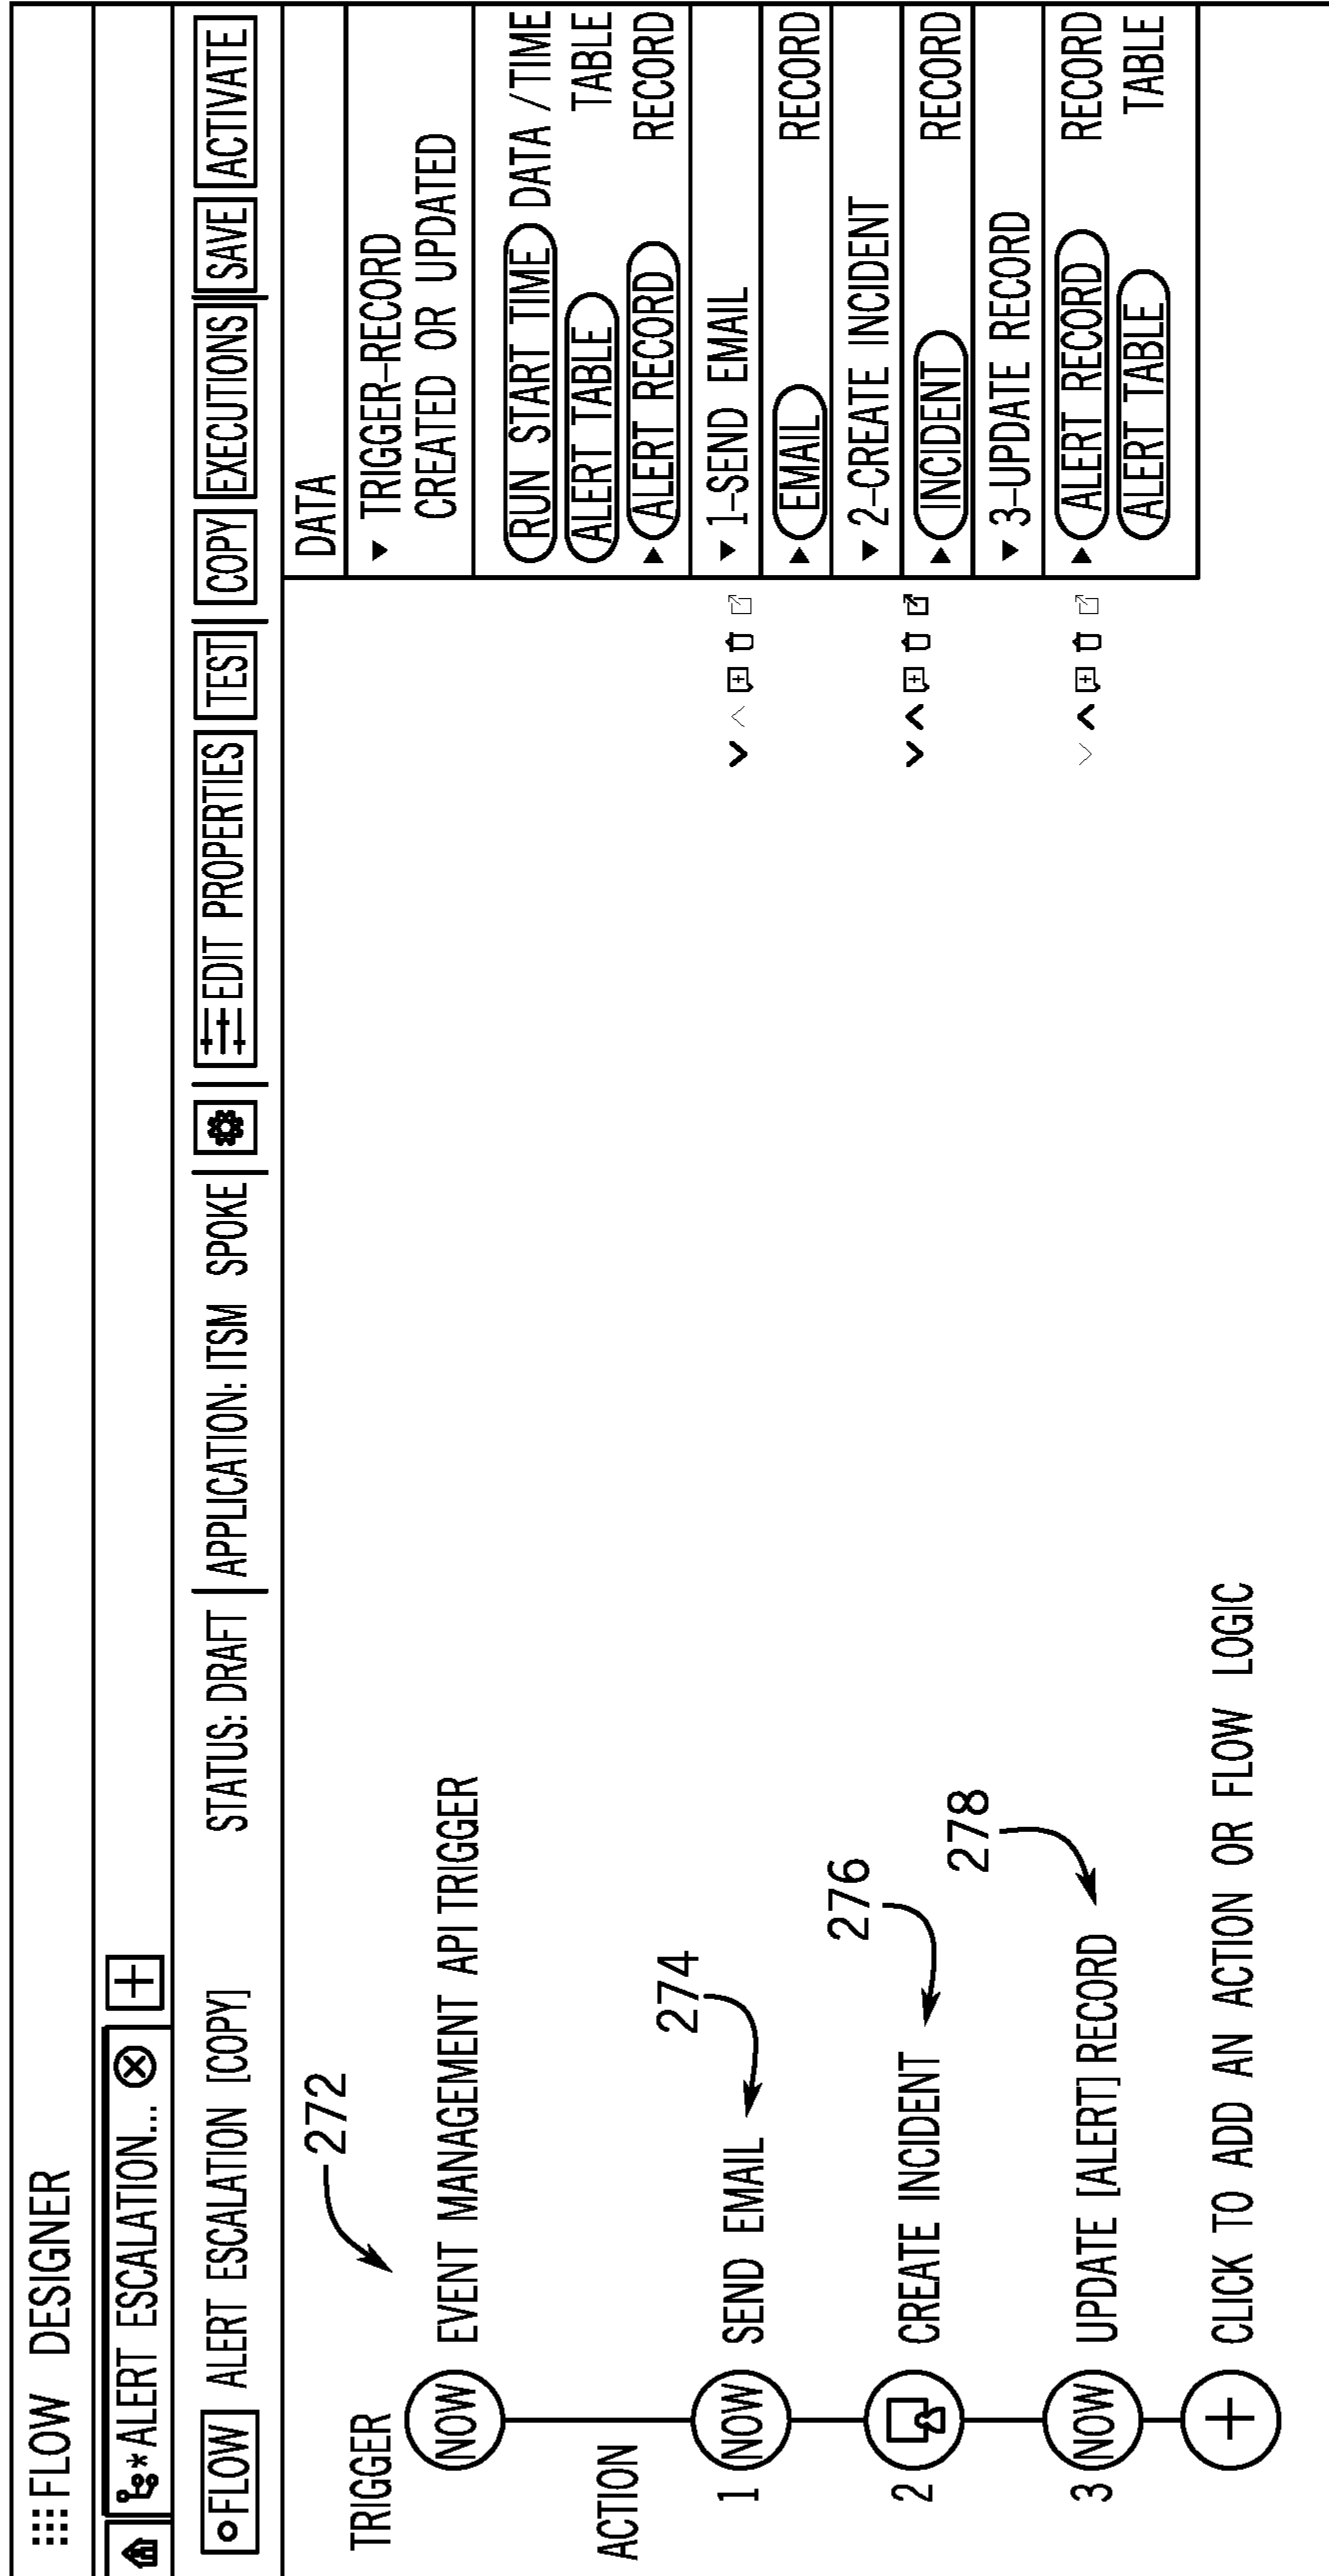 FLOW DESIGNER
*ALERT ESCALATION...
FLOW ALERT ESCALATION [COPY] STATUS: DRAFT APPLICATION: ITSM SPOKE EDIT PROPERTIES TEST COPY EXECUTIONS SAVE ACTIVATE
272
TRIGGER
NOW EVENT MANAGEMENT API TRIGGER
ACTION
274
1 NOW SEND EMAIL
276
2 CREATE INCIDENT
278
3 NOW UPDATE [ALERT] RECORD
CLICK TO ADD AN ACTION OR FLOW LOGIC
DATA
TRIGGER-RECORD
CREATED OR UPDATED
RUN START TIME DATA /TIME
ALERT TABLE TABLE
ALERT RECORD RECORD
1-SEND EMAIL
EMAIL RECORD
2-CREATE INCIDENT
INCIDENT RECORD
3-UPDATE RECORD
ALERT RECORD RECORD
ALERT TABLE TABLE